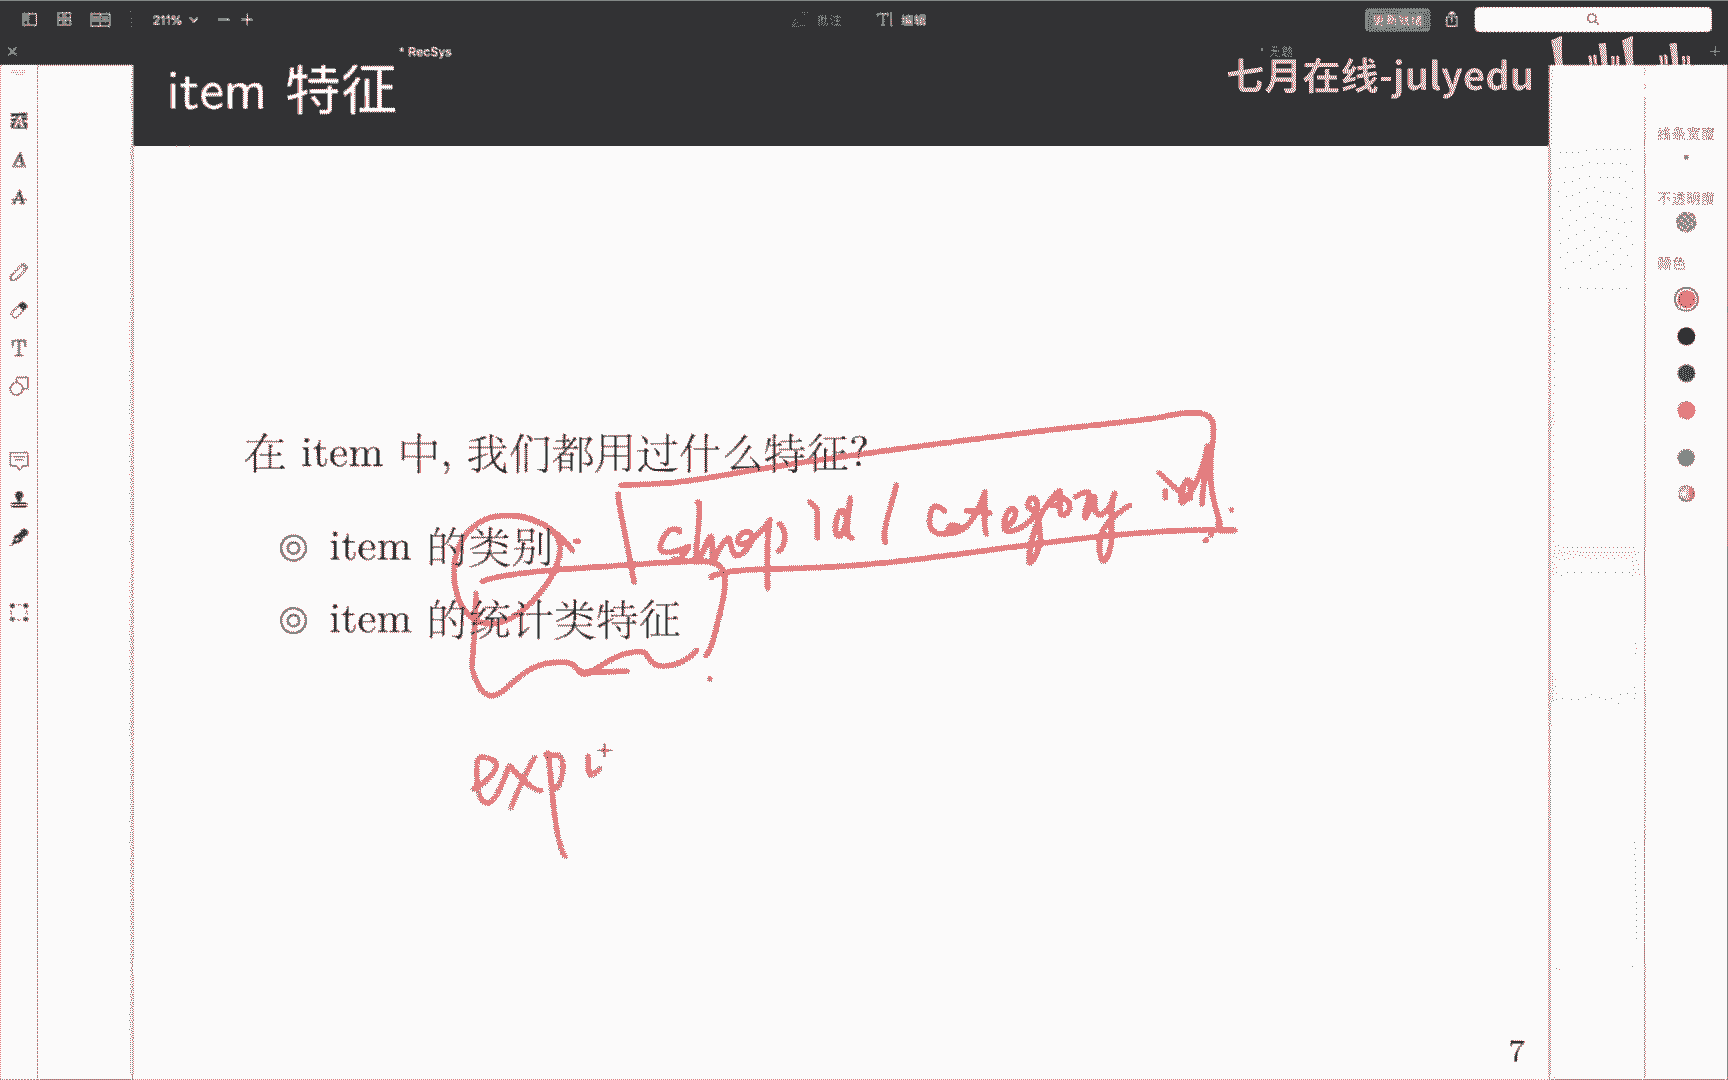 211%
批注
编辑
* RecSys
* 无题
item 特征
七月在线-julyedu
线条宽度
不透明度
颜色
在 item 中, 我们都用过什么特征?
shop id / category id
item 的类别
item 的统计类特征
exp
7